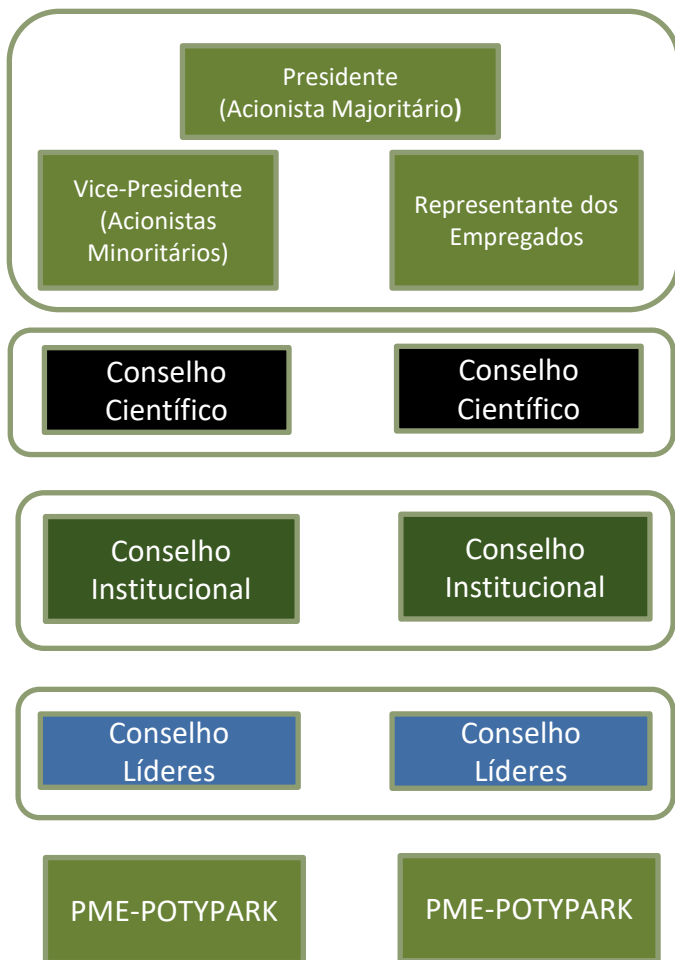 Presidente
(Acionista Majoritário)
Vice-Presidente
(Acionistas
Minoritários)
Representante dos
Empregados
Conselho
Científico
Conselho
Científico
Conselho
Institucional
Conselho
Institucional
Conselho
Líderes
Conselho
Líderes
PME-POTYPARK
PME-POTYPARK